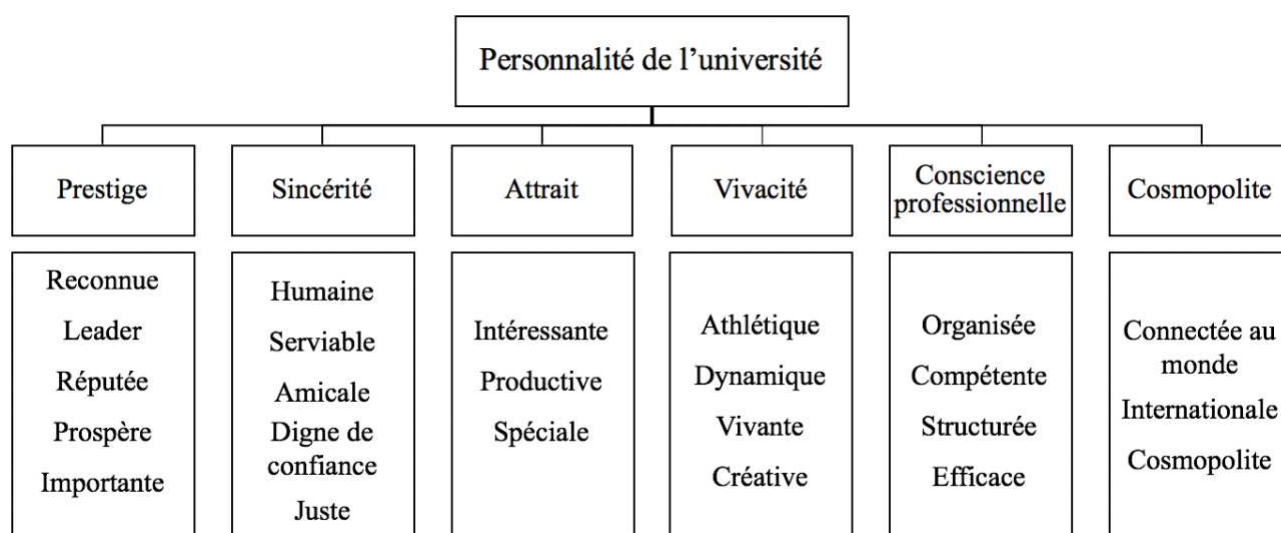 Personnalité de l’université
Prestige
Sincérité
Attrait
Vivacité
Conscience
professionnelle
Cosmopolite
Reconnue
Leader
Réputée
Prospère
Importante
Humaine
Serviable
Amicale
Digne de
confiance
Juste
Intéressante
Productive
Spéciale
Athlétique
Dynamique
Vivante
Créative
Organisée
Compétente
Structurée
Efficace
Connectée au
monde
Internationale
Cosmopolite